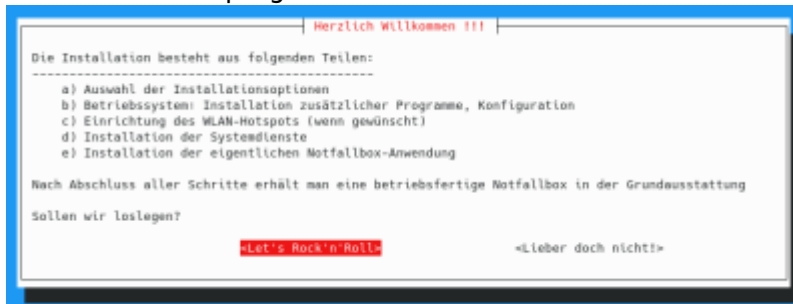 Herzlich Willkommen !!!
Die Installation besteht aus folgenden Teilen:
----------------------------------------------
a) Auswahl der Installationsoptionen
b) Betriebssystem: Installation zusätzlicher Programme, Konfiguration
c) Einrichtung des WLAN-Hotspots (wenn gewünscht)
d) Installation der Systemdienste
e) Installation der eigentlichen Notfallbox-Anwendung
Nach Abschluss aller Schritte erhält man eine betriebsfertige Notfallbox in der Grundausstattung
Sollen wir loslegen?
<Let's Rock'n'Roll> <Lieber doch nicht!>